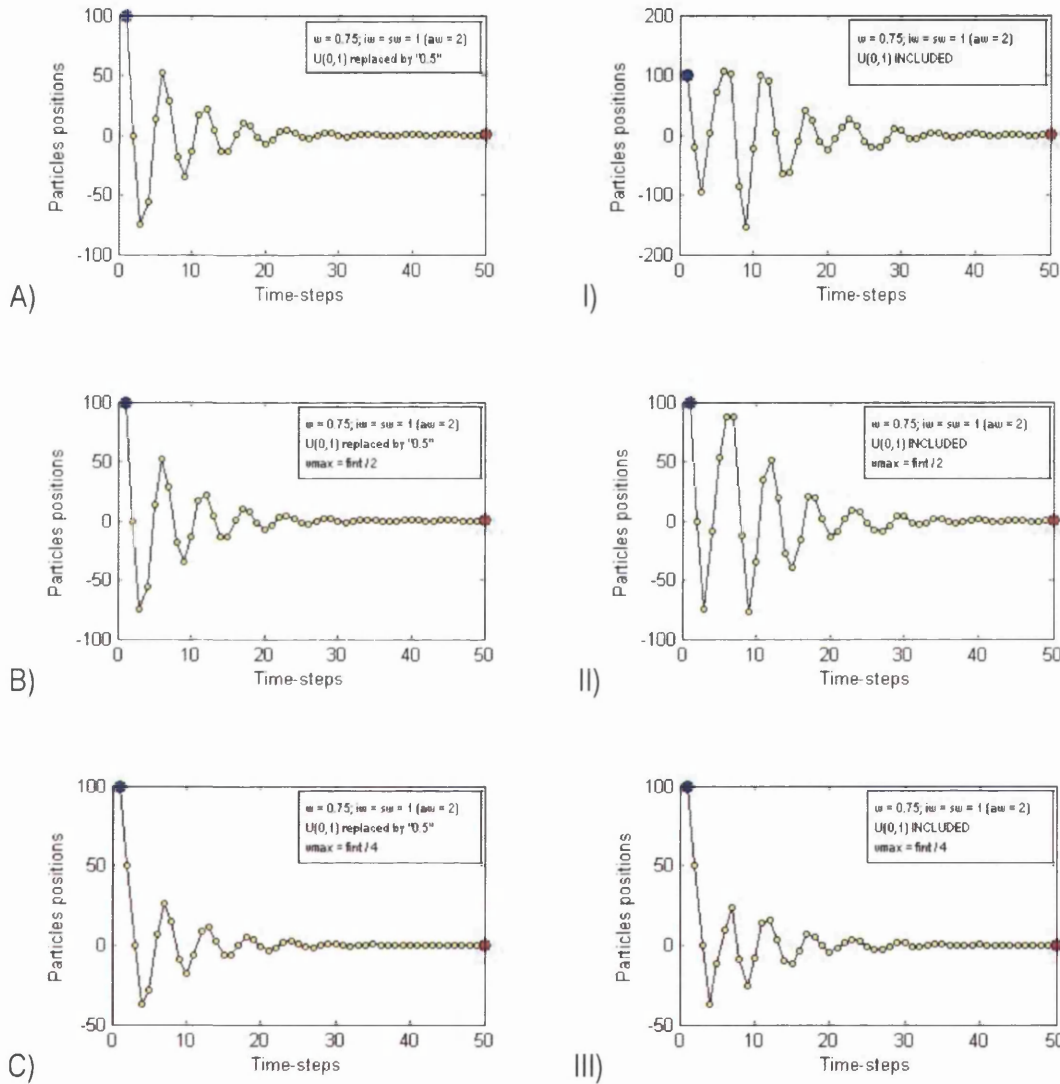 100
50
0
-50
-100
0
10
20
30
40
50
Particles positions
Time-steps
w = 0.75; iw = sw = 1 (aw = 2)
U(0,1) replaced by "0.5"
A)
200
100
0
-100
-200
0
10
20
30
40
50
Particles positions
Time-steps
w = 0.75; iw = sw = 1 (aw = 2)
U(0,1) INCLUDED
I)
100
50
0
-50
-100
0
10
20
30
40
50
Particles positions
Time-steps
w = 0.75; iw = sw = 1 (aw = 2)
U(0,1) replaced by "0.5"
vmax = fint / 2
B)
100
50
0
-50
-100
0
10
20
30
40
50
Particles positions
Time-steps
w = 0.75; iw = sw = 1 (aw = 2)
U(0,1) INCLUDED
vmax = fint / 2
II)
100
50
0
-50
0
10
20
30
40
50
Particles positions
Time-steps
w = 0.75; iw = sw = 1 (aw = 2)
U(0,1) replaced by "0.5"
vmax = fint / 4
C)
100
50
0
-50
0
10
20
30
40
50
Particles positions
Time-steps
w = 0.75; iw = sw = 1 (aw = 2)
U(0,1) INCLUDED
vmax = fint / 4
III)